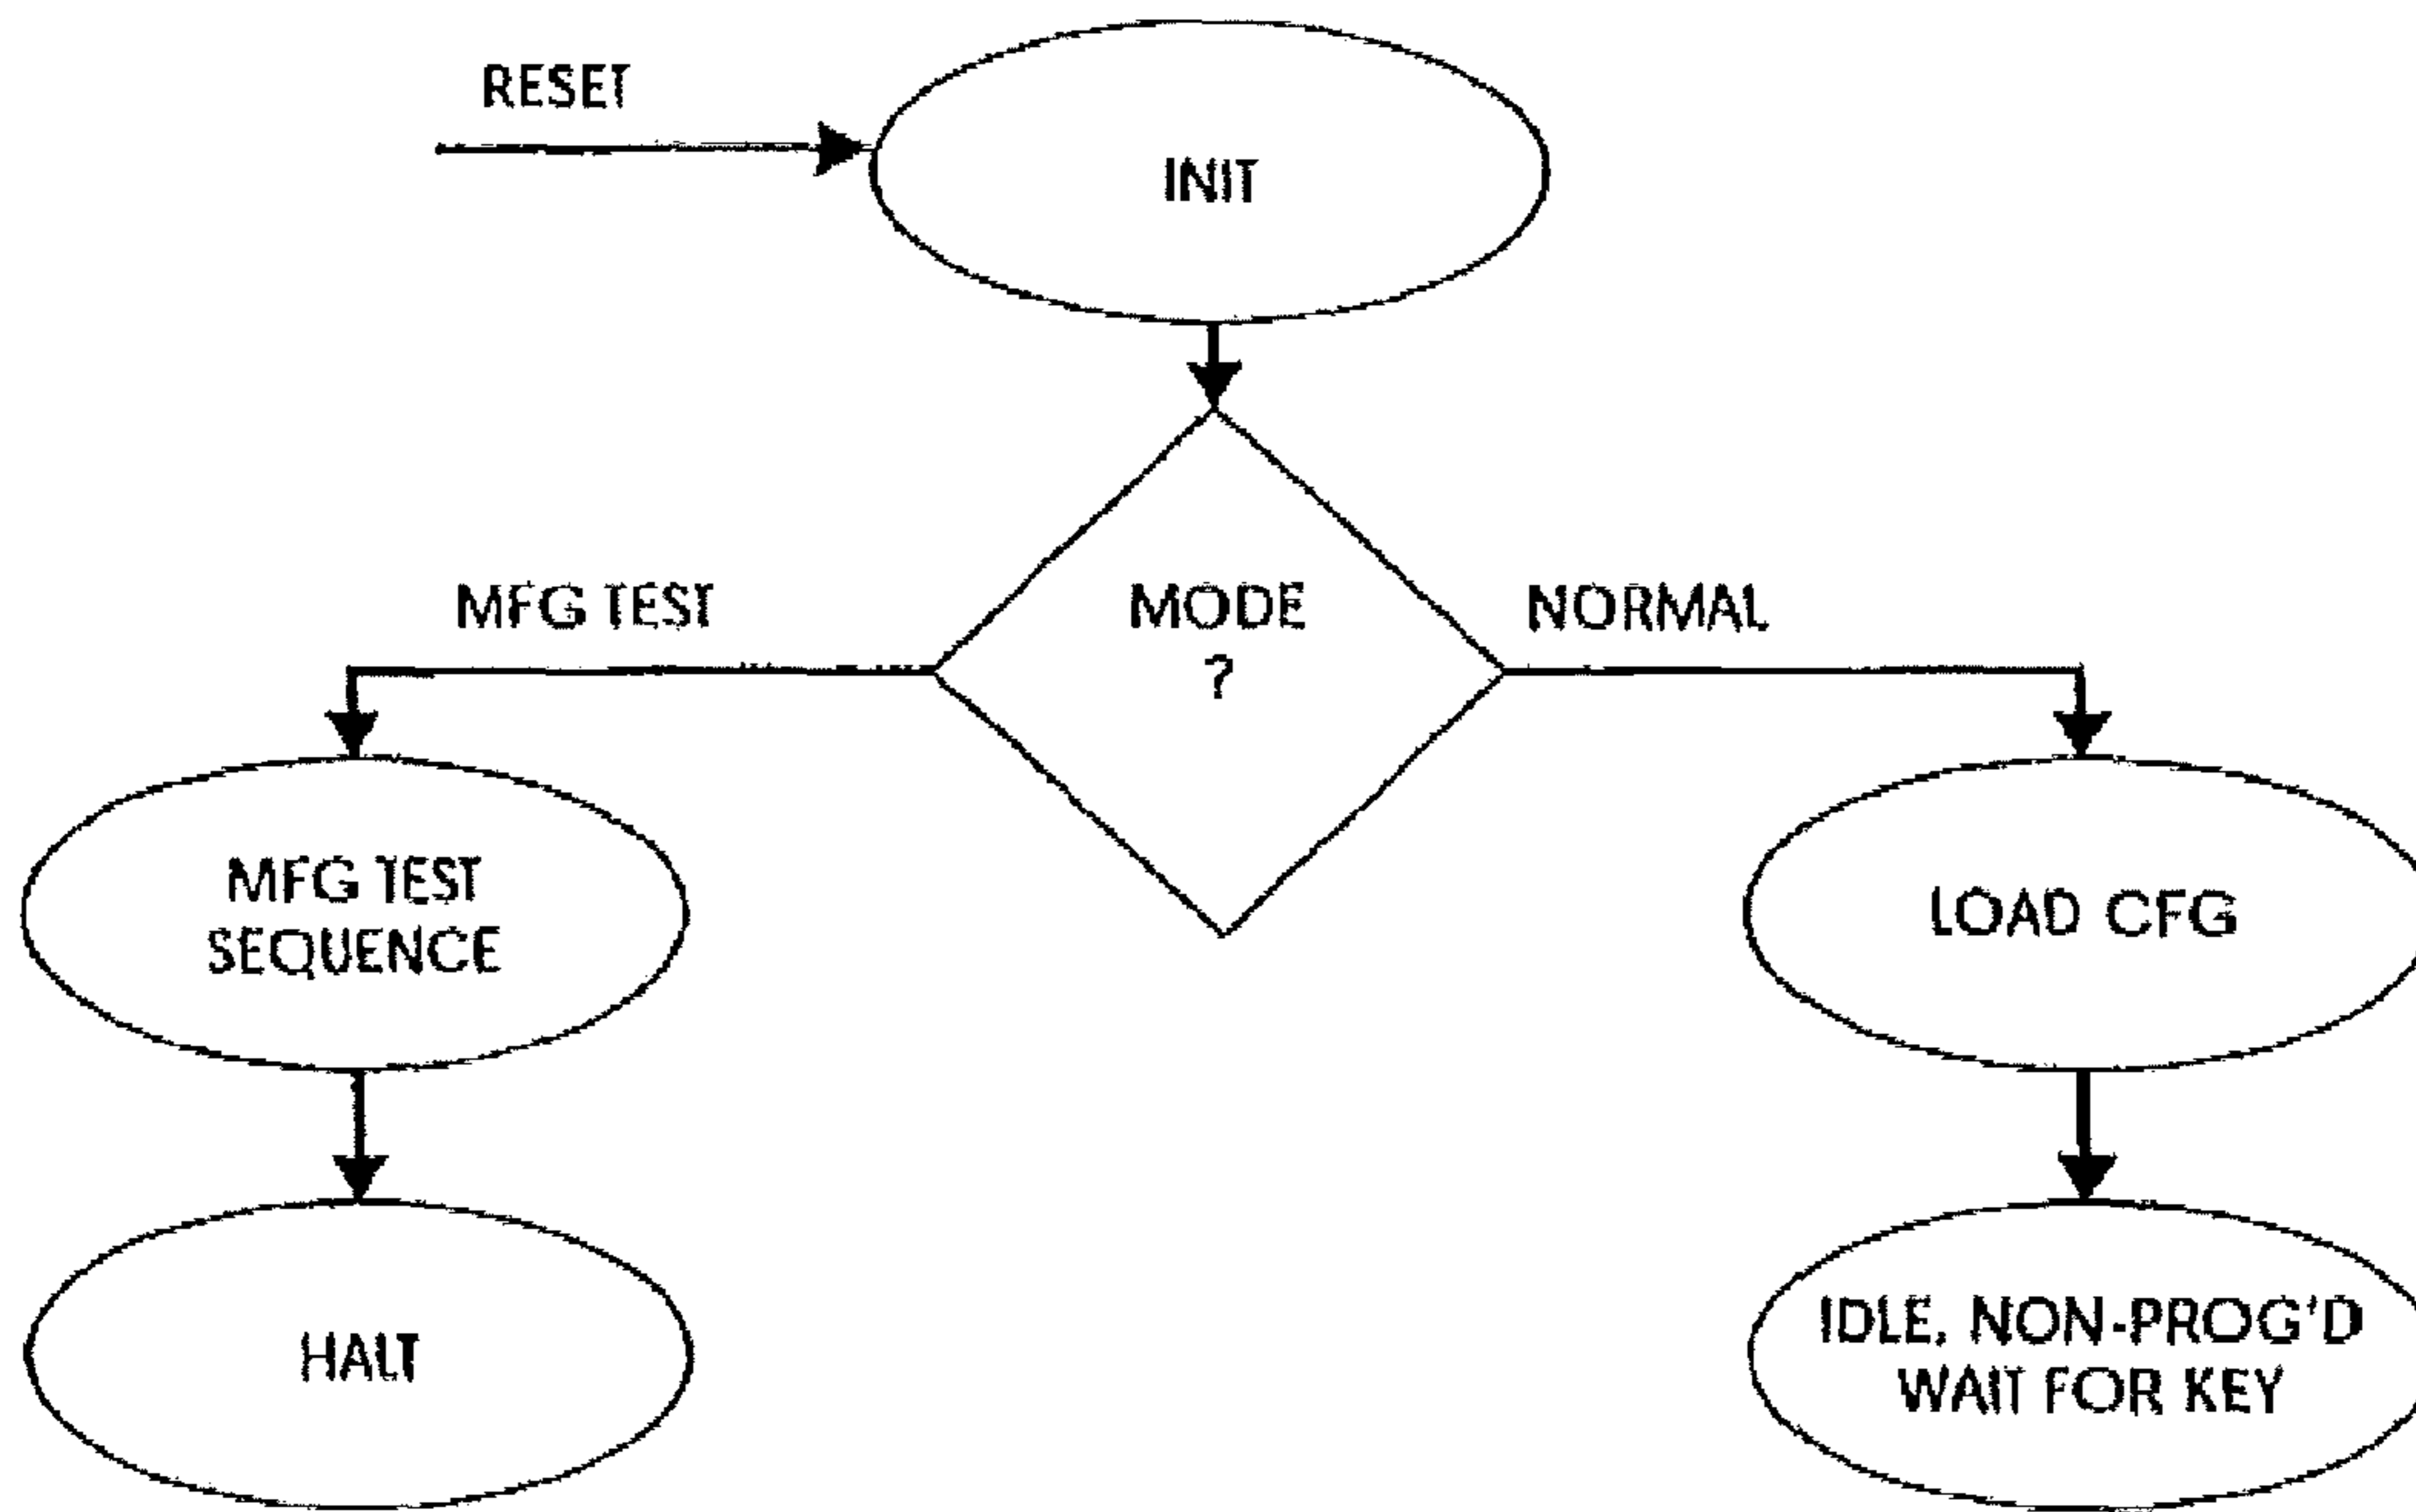 RESET
INIT
MFG TEST
MODE
?
NORMAL
MFG TEST
SEQUENCE
LOAD CFG
HALT
IDLE, NON-PROG'D
WAIT FOR KEY